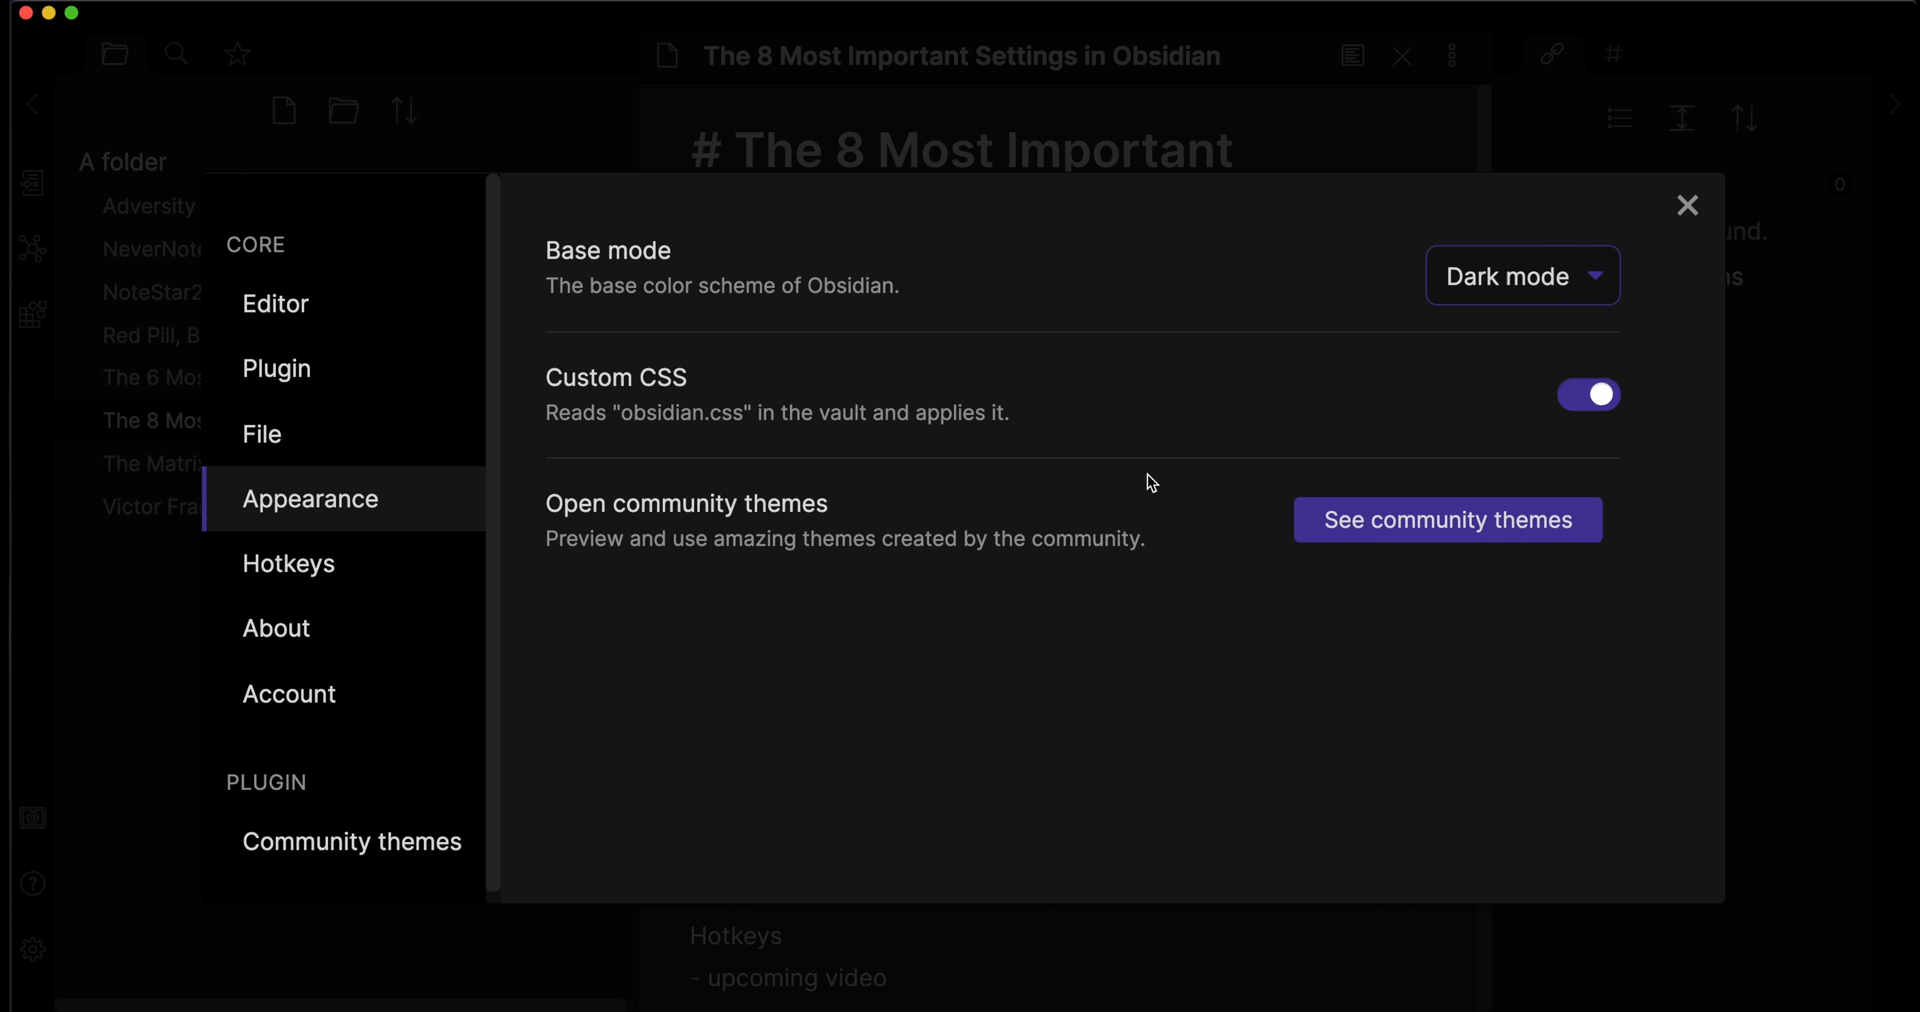 The 8 Most Important Settings in Obsidian
#
# The 8 Most Important
A folder
Adversity
NeverNote
NoteStar2
Red Pill, B
The 6 Mos
The 8 Mos
The Matri
Victor Fra
0
und.
s
CORE
Editor
Plugin
File
Appearance
Hotkeys
About
Account
PLUGIN
Community themes
Base mode
The base color scheme of Obsidian.
Dark mode
Custom CSS
Reads "obsidian.css" in the vault and applies it.
Open community themes
Preview and use amazing themes created by the community.
See community themes
Hotkeys
- upcoming video